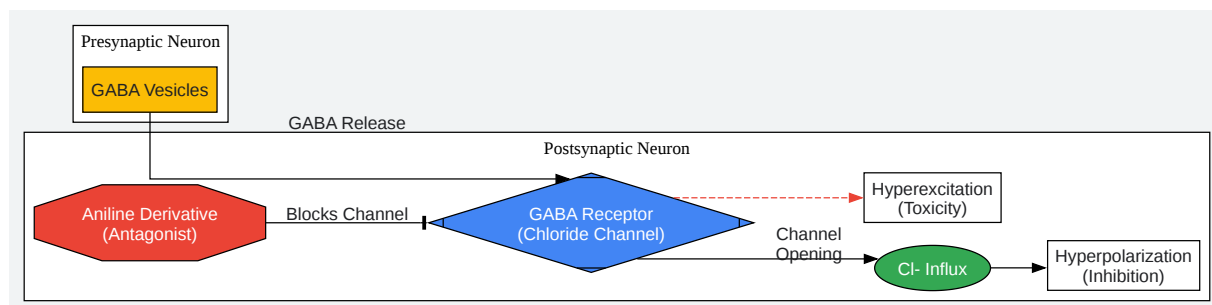 Presynaptic Neuron
GABA Vesicles
GABA Release
Postsynaptic Neuron
Aniline Derivative
(Antagonist)
Blocks Channel
GABA Receptor
(Chloride Channel)
Hyperexcitation
(Toxicity)
Channel
Opening
Cl- Influx
Hyperpolarization
(Inhibition)